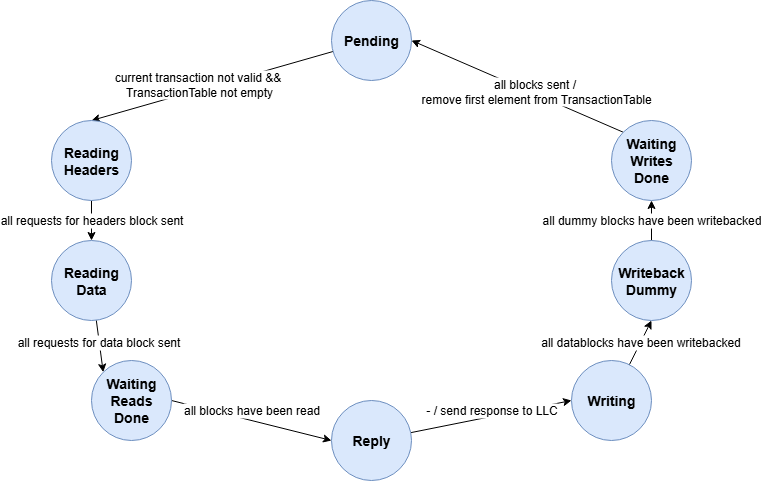 Pending
current transaction not valid &&
TransactionTable not empty
all blocks sent /
remove first element from TransactionTable
Reading
Headers
Waiting
Writes
Done
all requests for headers block sent
all dummy blocks have been writebacked
Reading
Data
Writeback
Dummy
all requests for data block sent
all datablocks have been writebacked
Waiting
Reads
Done
all blocks have been read
Reply
- / send response to LLC
Writing